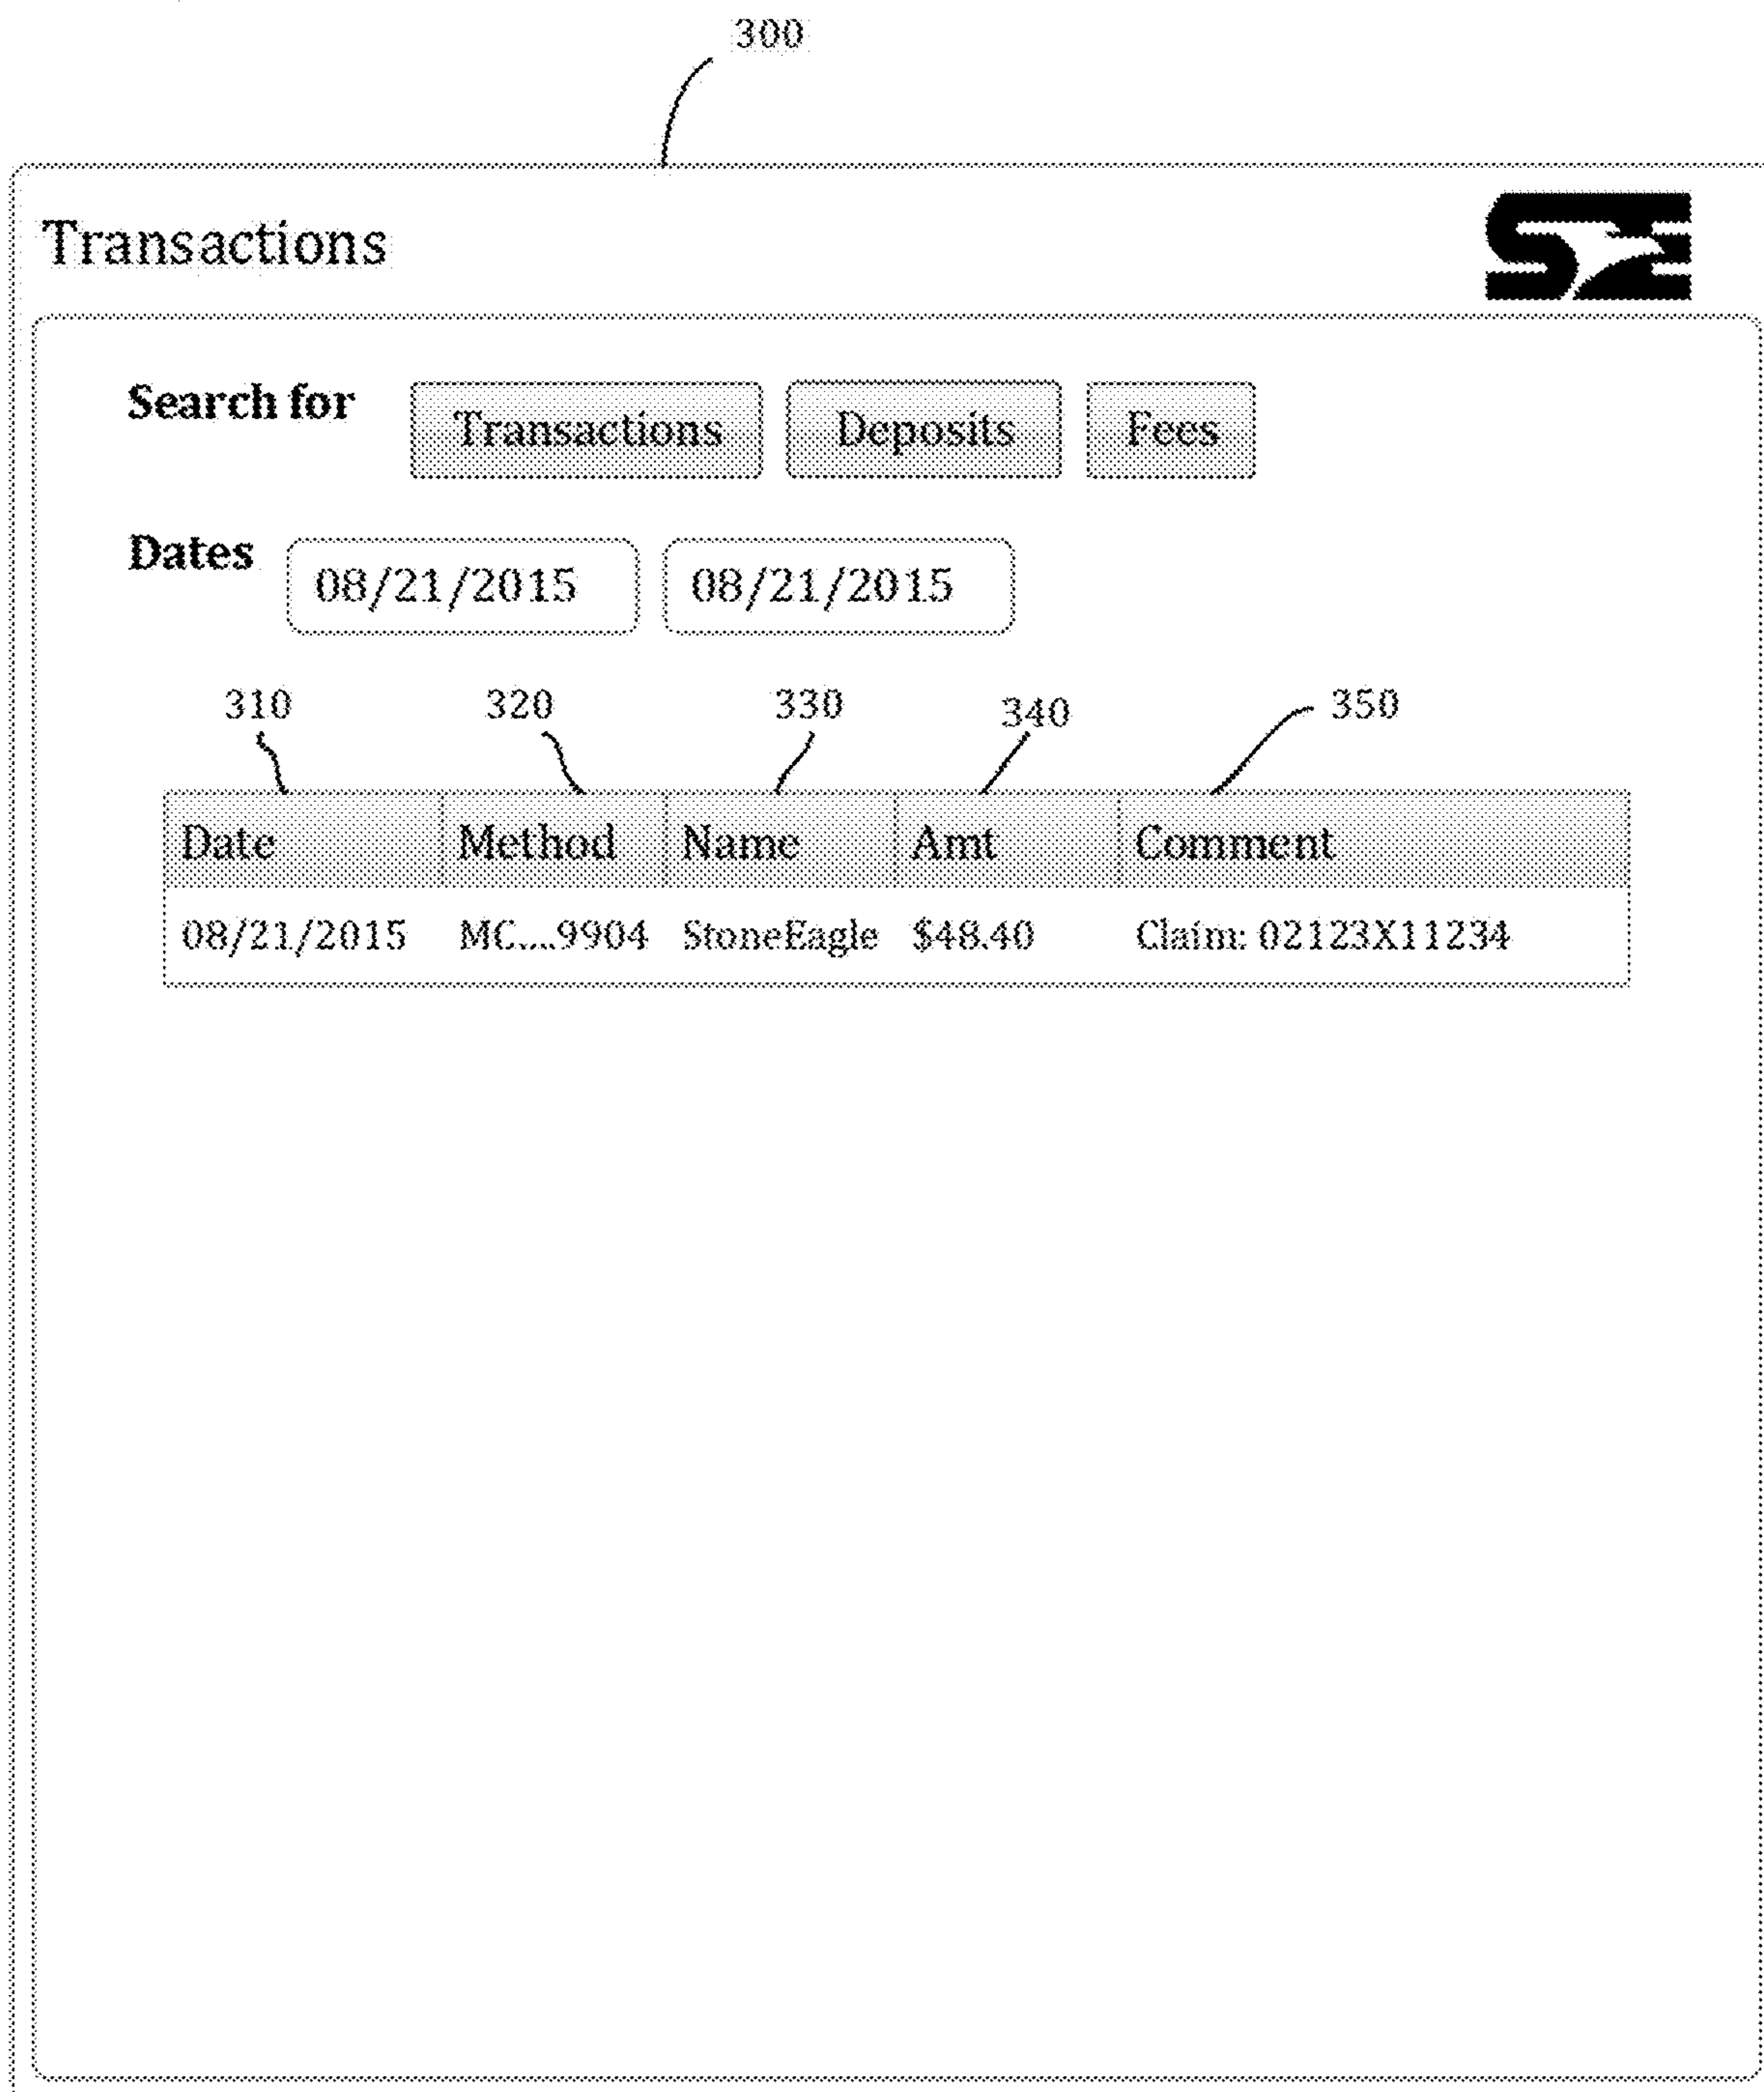 300
Transactions
SE
Search for Transactions Deposits Fees
Dates 08/21/2015 08/21/2015
310 320 330 340 350
Date Method Name Amt Comment
08/21/2015 MC....9904 StoneEagle $48.40 Claim: 02123X11234